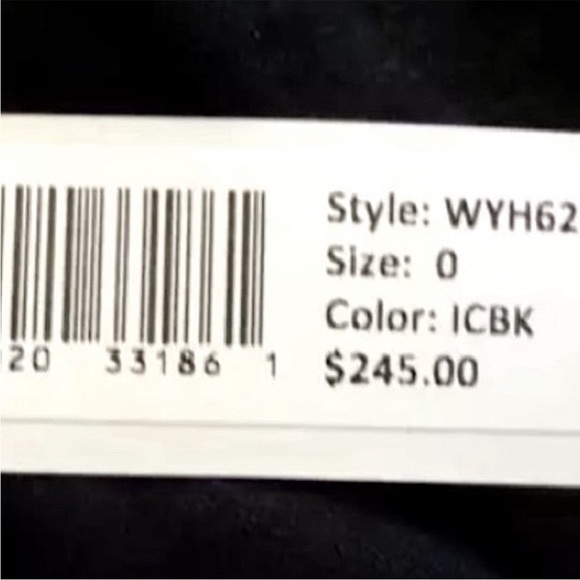 Style: WYH62
Size: 0
Color: ICBK
$245.00
20 33186 1